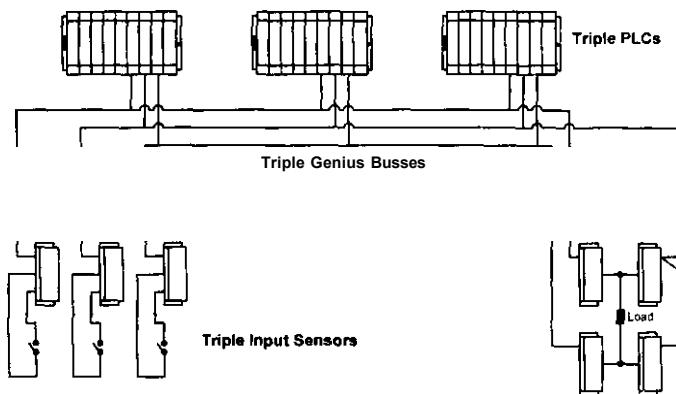 Triple PLCs
Triple Genius Busses
Load
Triple Input Sensors